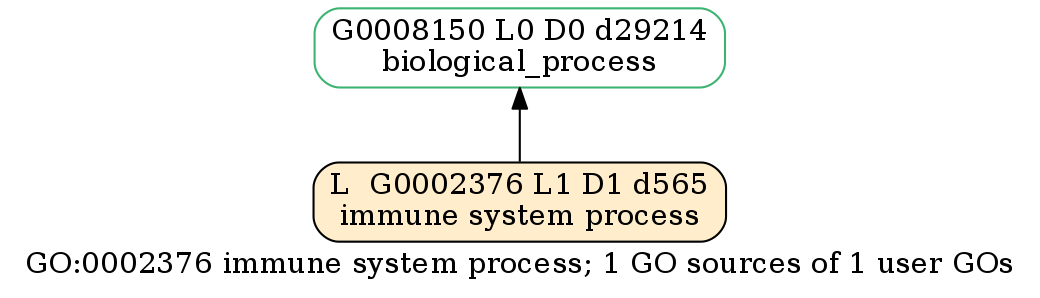 G0008150 L0 D0 d29214
biological_process
L  G0002376 L1 D1 d565
immune system process
GO:0002376 immune system process; 1 GO sources of 1 user GOs